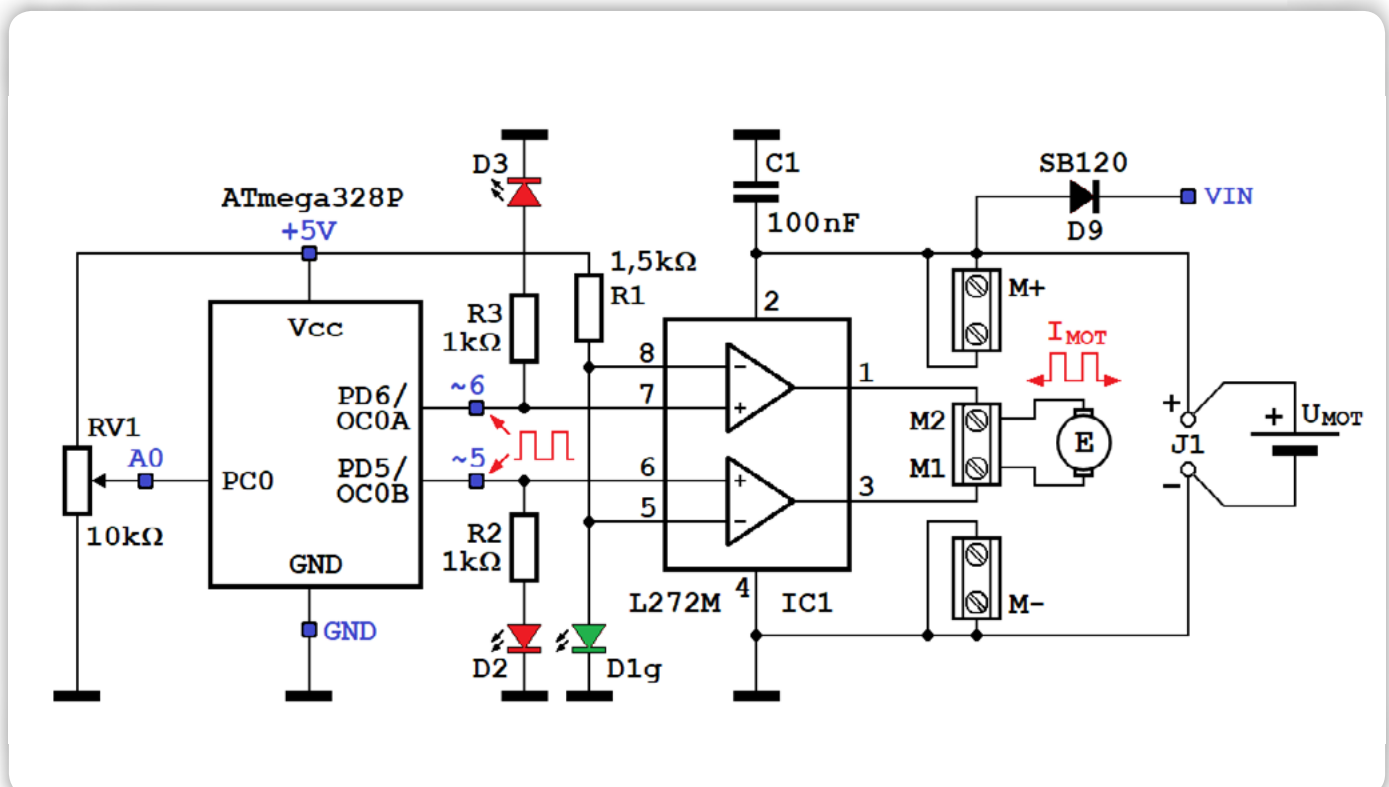 D3
C1
SB120
ATmega328P
VIN
+5V
100nF
D9
1,5kΩ
R1
M+
2
R3
1kΩ
Vcc
IMOT
8
1
~6
7
PD6/
OC0A
M2
+
UMOT
+
RV1
A0
J1
E
~5
6
M1
PC0
PD5/
OC0B
3
−
5
10kΩ
R2
1kΩ
GND
4
L272M
IC1
M-
GND
D2
D1g
−
+
+
−